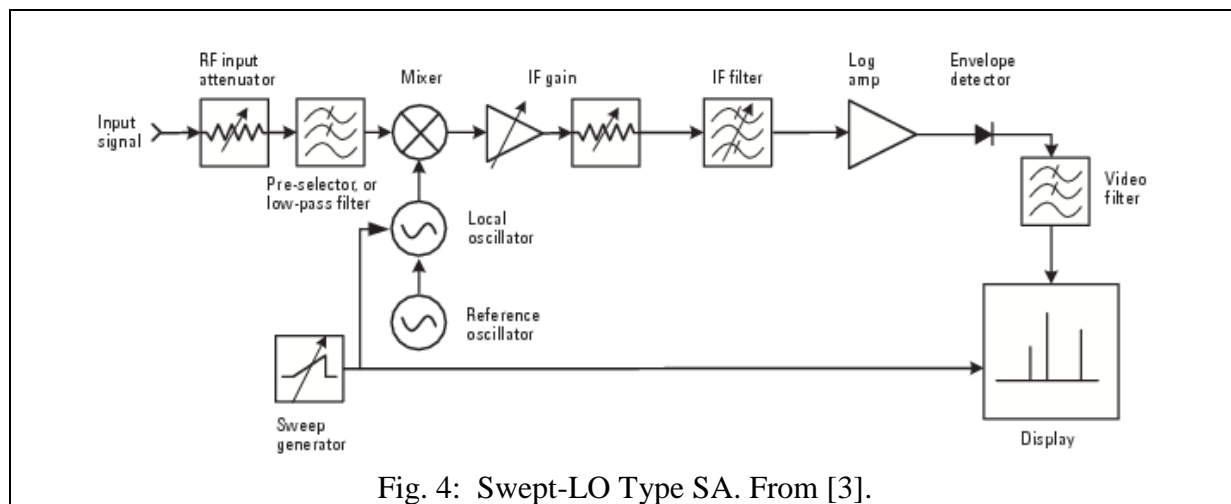 RF input
attenuator
Mixer
IF gain
IF filter
Log
amp
Envelope
detector
Input
signal
Pre-selector, or
low-pass filter
Local
oscillator
Video
filter
Reference
oscillator
Sweep
generator
Display
Fig. 4: Swept-LO Type SA. From [3].